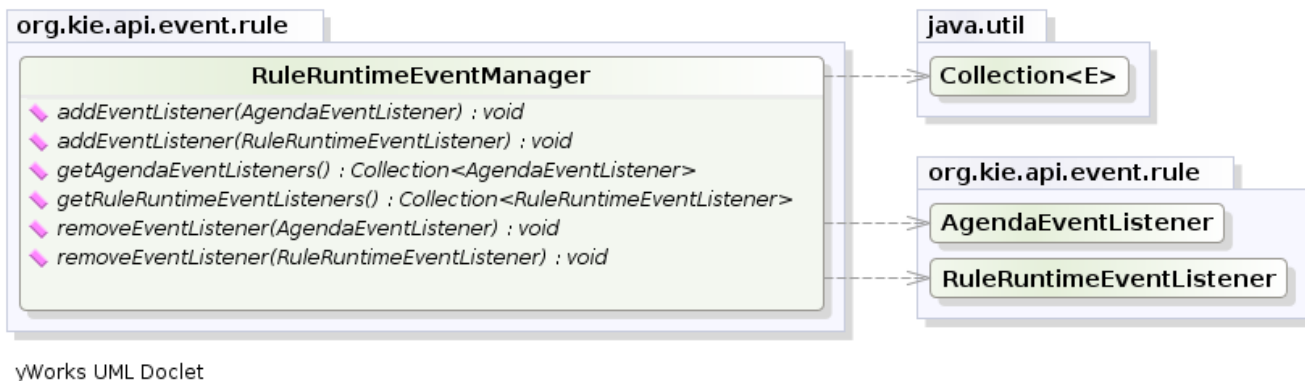 org.kie.api.event.rule
RuleRuntimeEventManager
addEventListener(AgendaEventListener) : void
addEventListener(RuleRuntimeEventListener) : void
getAgendaEventListeners() : Collection<AgendaEventListener>
getRuleRuntimeEventListeners() : Collection<RuleRuntimeEventListener>
removeEventListener(AgendaEventListener) : void
removeEventListener(RuleRuntimeEventListener) : void
java.util
Collection<E>
org.kie.api.event.rule
AgendaEventListener
RuleRuntimeEventListener
yWorks UML Doclet